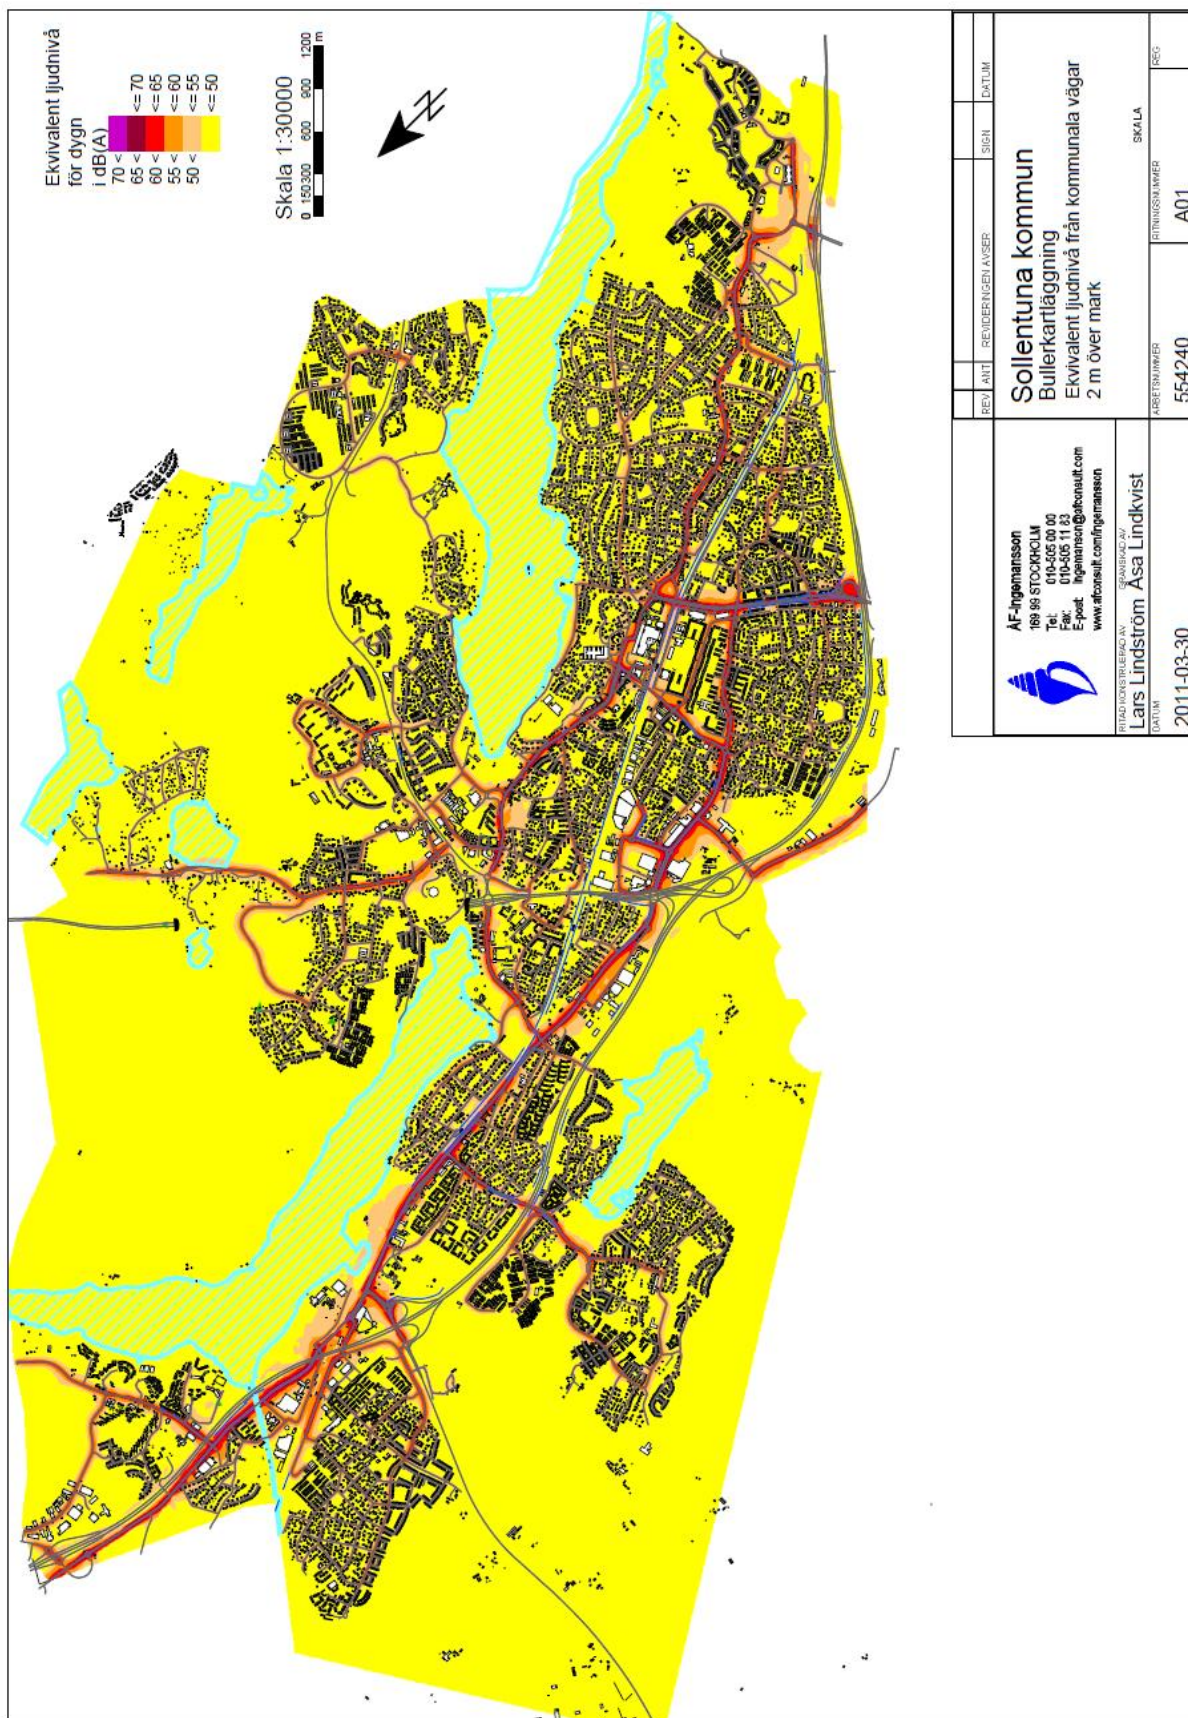 Ekvivalent ljudnivå
för dygn
i dB(A)
70 <
65 < <= 70
60 < <= 65
55 < <= 60
50 < <= 55
<= 50
Skala 1:30000
0 150 300 600 900 1200
m
N
REV ANT REVIDERINGEN AVSER SIGN DATUM
ÅF-Ingemansson
169 99 STOCKHOLM
Tel: 010-505 00 00
Fax: 010-505 11 83
E-post: ingemansson@afconsult.com
www.afconsult.com/ingemansson
Sollentuna kommun
Bullerkartläggning
Ekvivalent ljudnivå från kommunala vägar
2 m över mark
RITAD/KONSTRUERAD AV GRANSKAD AV
Lars Lindström Åsa Lindkvist
SKALA
DATUM ARBETSNUMMER RITNINGSNUMMER REG
2011-03-30 554240 A01